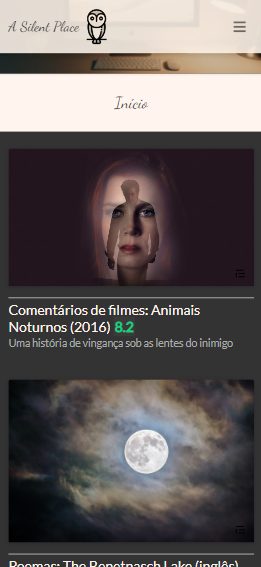 A Silent Place
Início
Comentários de filmes: Animais
Noturnos (2016) 8.2
Uma história de vingança sob as lentes do inimigo
Poemas: The Benetnasch Lake (inglês)